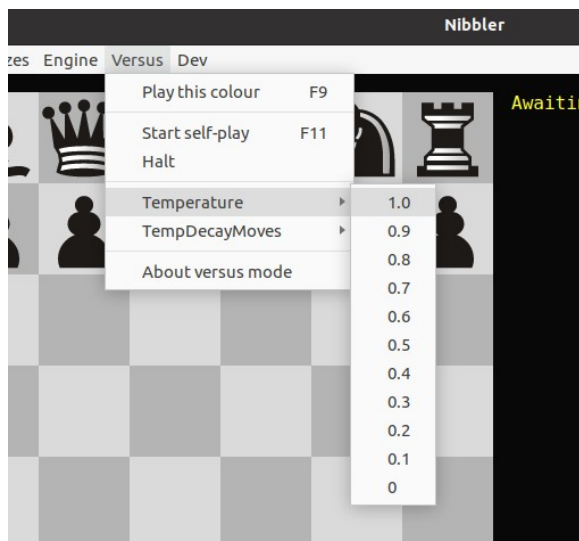 Nibbler
zes Engine Versus Dev
Awaitin
Play this colour F9
Start self-play F11
Halt
Temperature
TempDecayMoves
About versus mode
1.0
0.9
0.8
0.7
0.6
0.5
0.4
0.3
0.2
0.1
0